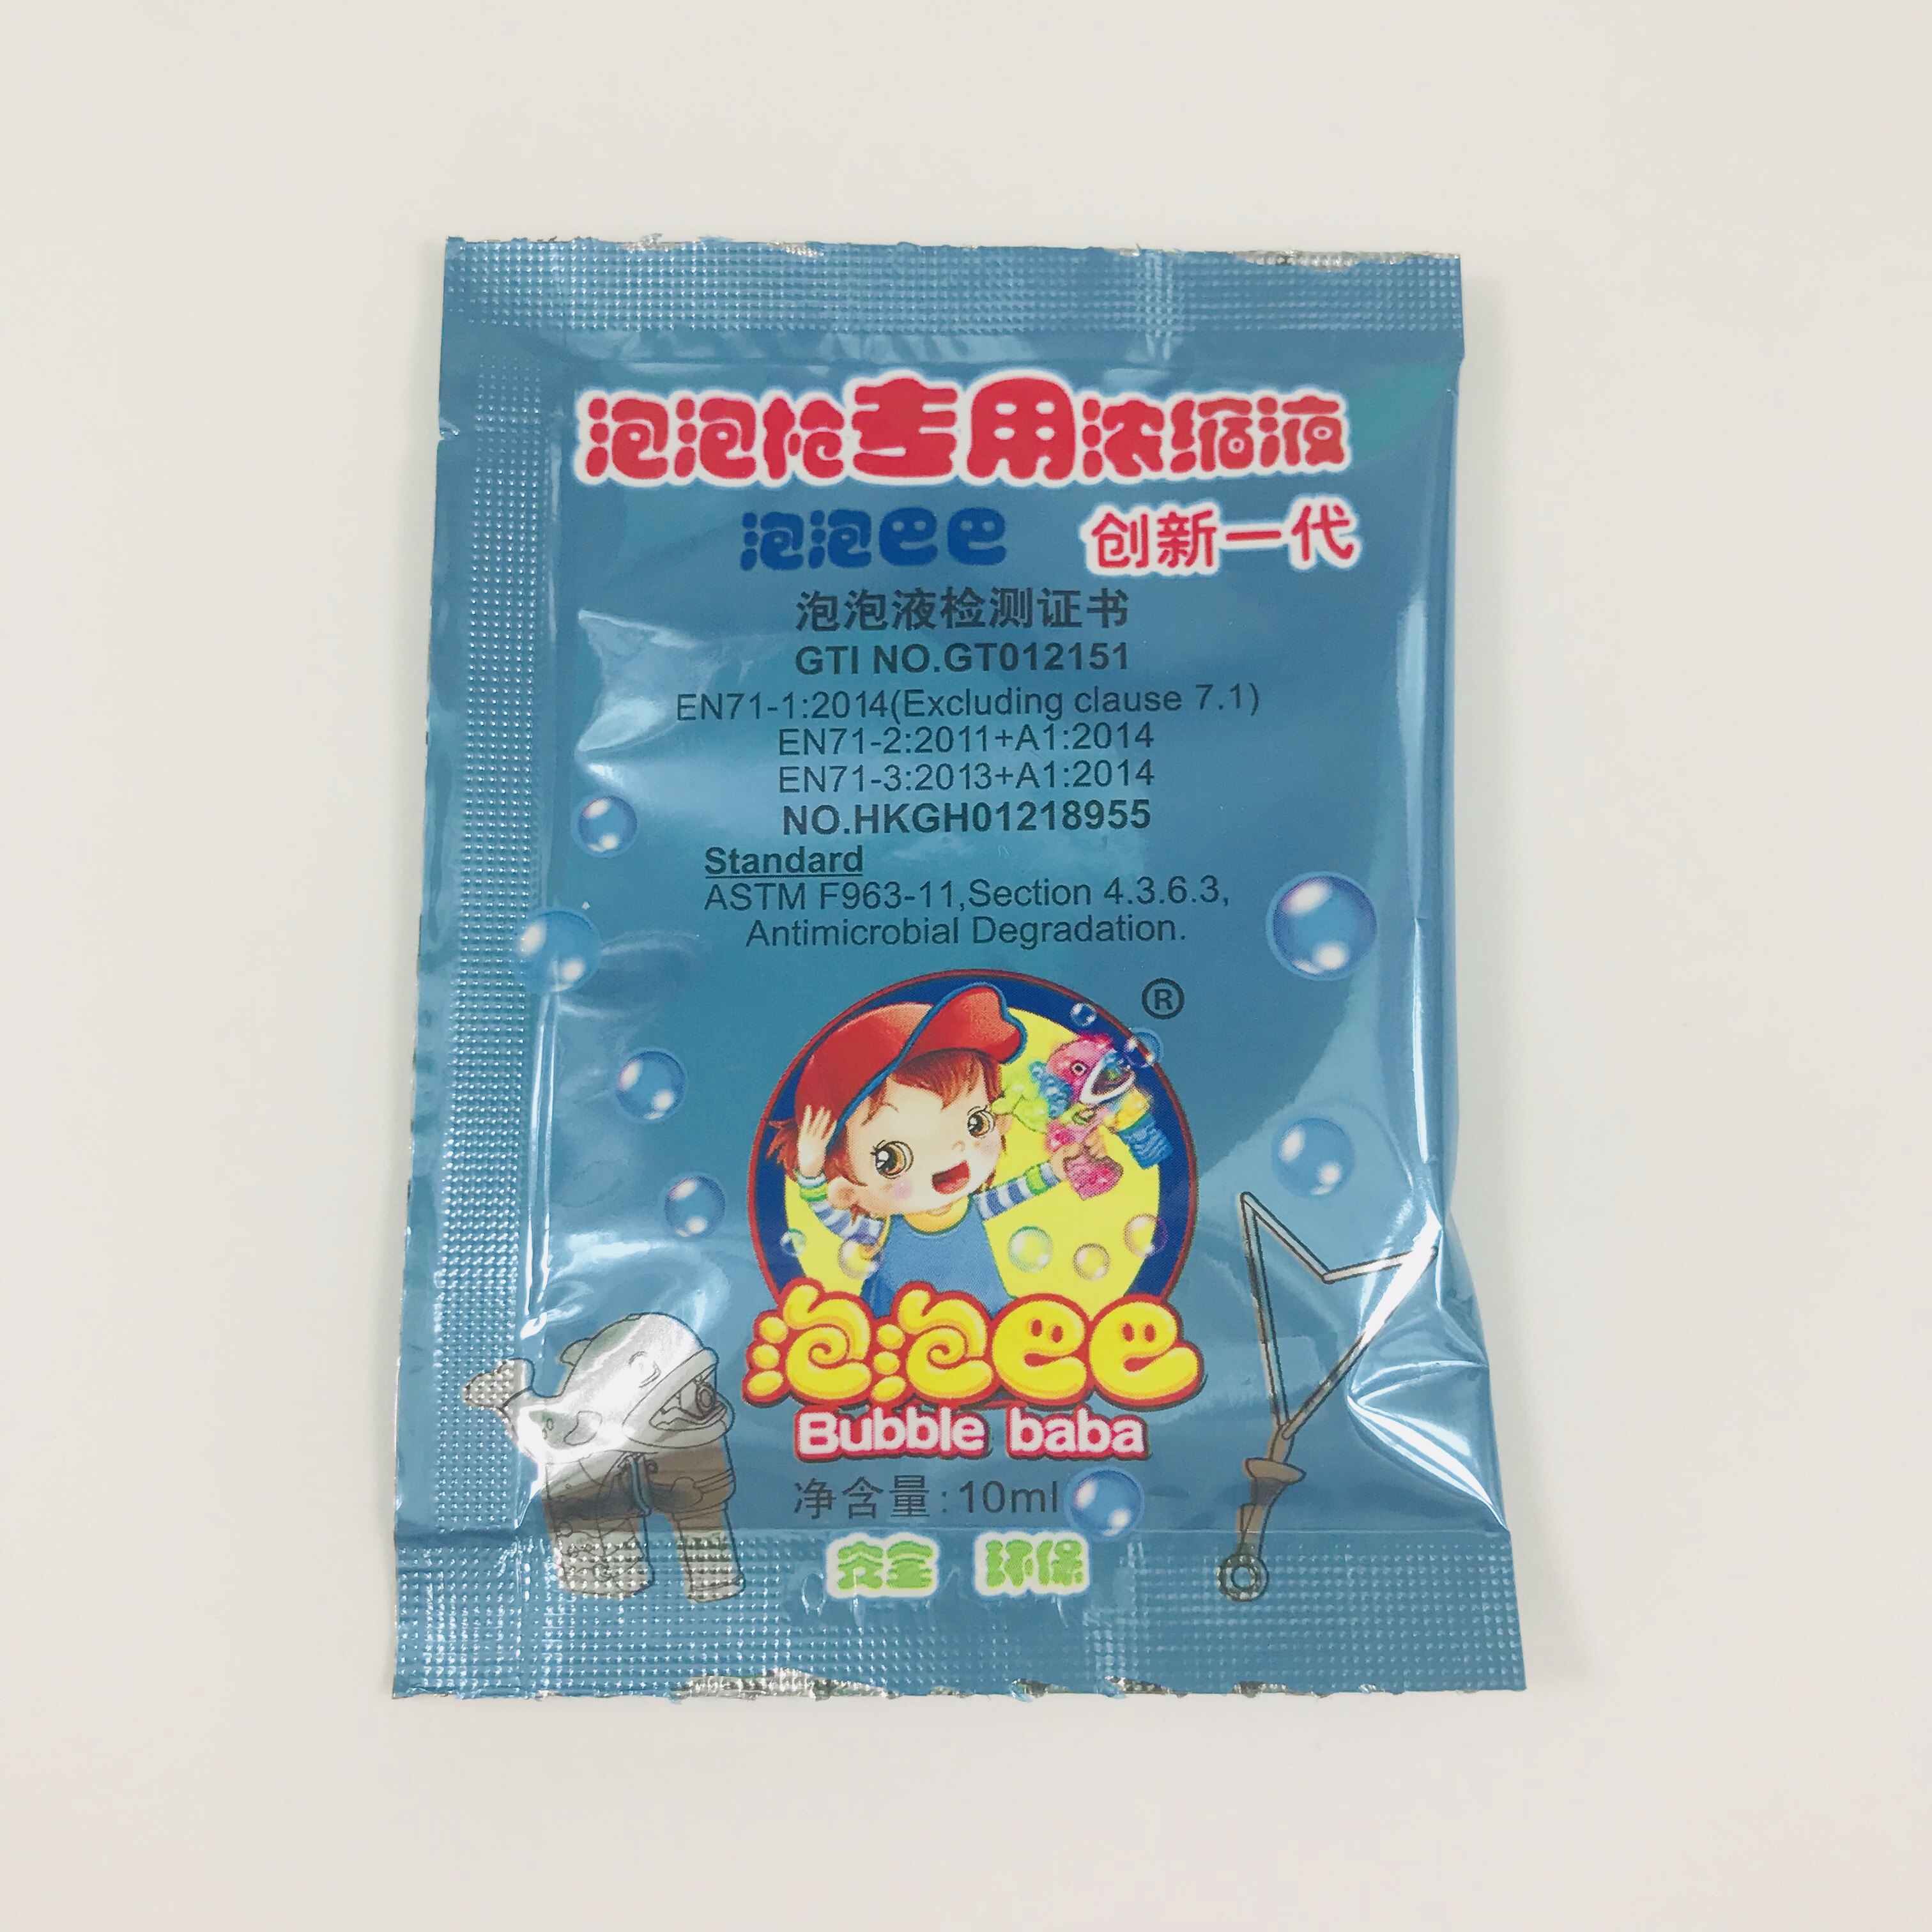 泡泡枪专用浓缩液
泡泡巴巴 创新一代
泡泡液检测证书
GTI NO.GT012151
EN71-1:2014(Excluding clause 7.1)
EN71-2:2011+A1:2014
EN71-3:2013+A1:2014
NO.HKGH01218955
Standard
ASTM F963-11,Section 4.3.6.3,
Antimicrobial Degradation.
®
泡泡巴巴
Bubble baba
净含量:10ml
安全 环保